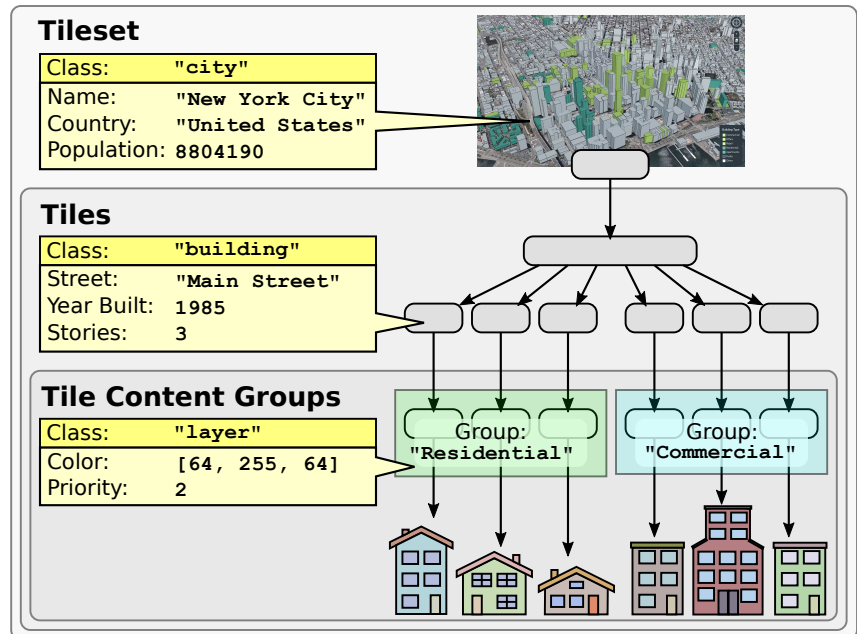 Tileset
Class: "city"
Name: "New York City"
Country: "United States"
Population: 8804190
Tiles
Class: "building"
Street: "Main Street"
Year Built: 1985
Stories: 3
Tile Content Groups
Class: "layer"
Color: [64, 255, 64]
Priority: 2
Group:
"Residential"
Group:
"Commercial"